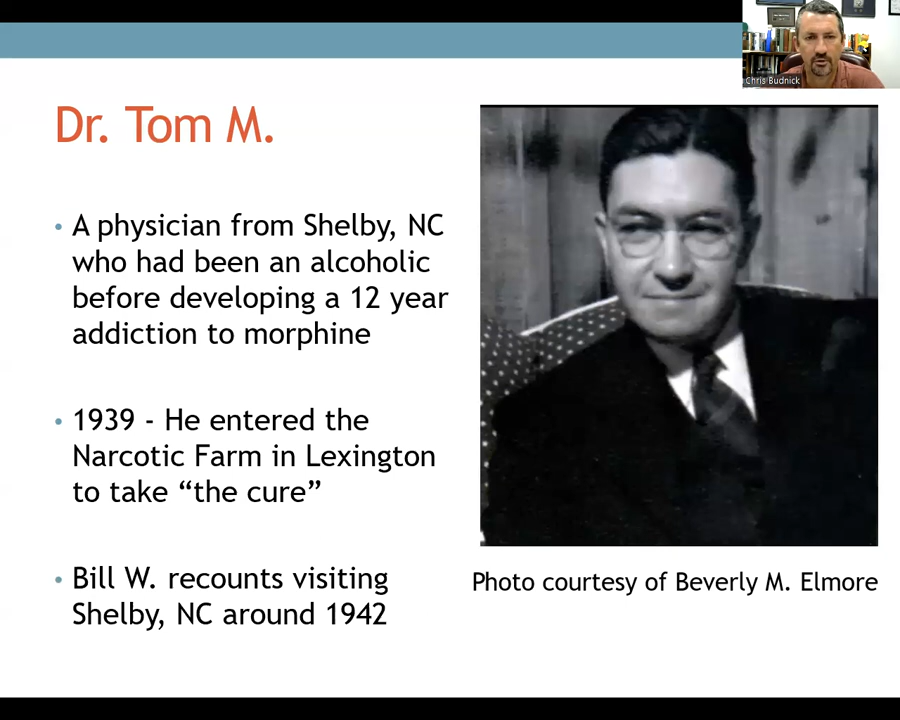 Chris Budnick
Dr. Tom M.
• A physician from Shelby, NC
who had been an alcoholic
before developing a 12 year
addiction to morphine
• 1939 - He entered the
Narcotic Farm in Lexington
to take “the cure”
• Bill W. recounts visiting
Shelby, NC around 1942
Photo courtesy of Beverly M. Elmore